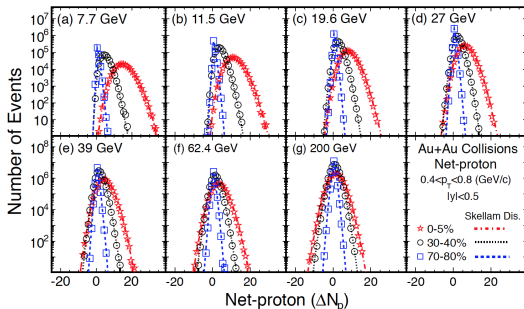 (a) 7.7 GeV
(b) 11.5 GeV
(c) 19.6 GeV
(d) 27 GeV
10^7
10^6
10^5
10^4
10^3
10^2
10
Number of Events
(e) 39 GeV
(f) 62.4 GeV
(g) 200 GeV
10^8
10^6
10^4
10^2
Au+Au Collisions
Net-proton
0.4<p_T<0.8 (GeV/c)
|y|<0.5
Skellam Dis.
0-5%
30-40%
70-80%
-20 0 20
-20 0 20
-20 0 20
-20 0 20
Net-proton (ΔN_p)